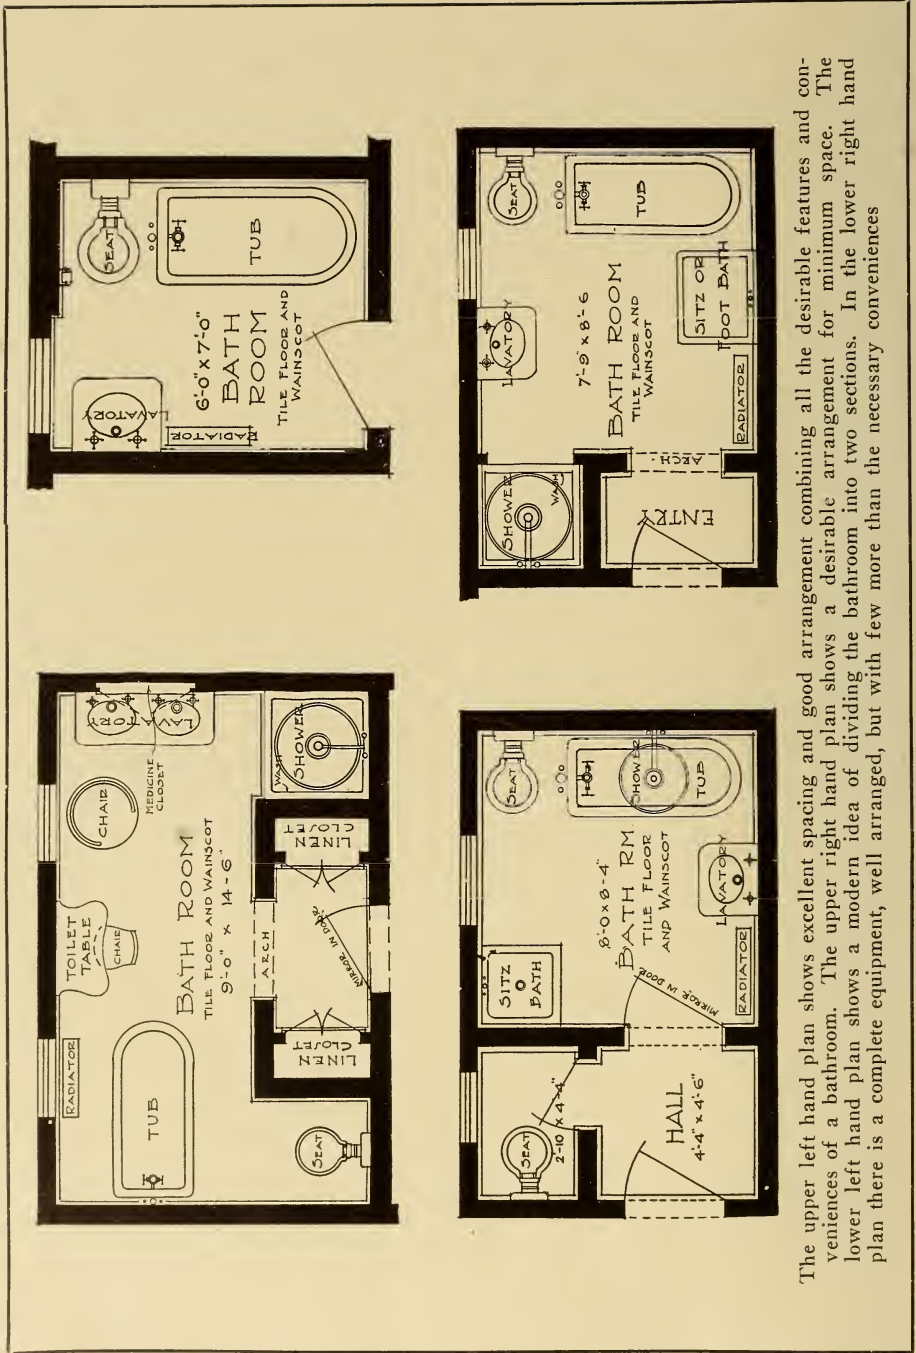 RADIATOR
TOILET
TABLE
CHAIR
CHAIR
LAVATORY
MEDICINE
CLOSET
TUB
BATH ROOM
TILE FLOOR AND WAINSCOT
9'-0" x 14'-6"
ARCH
SEAT
LINEN
CLOSET
MIRROR IN DOOR
LINEN
CLOSET
WASH
SHOWER
LAVATORY
SEAT
RADIATOR
6'-0" x 7'-0"
BATH
ROOM
TILE FLOOR AND
WAINSCOT
TUB
SEAT
2'-10 x 4'-4"
HALL
4'-4" x 4'-6"
SITZ
BATH
SEAT
8'-0 x 8'-4"
BATH RM
TILE FLOOR
AND WAINSCOT
MIRROR IN DOOR
SHOWER
TUB
RADIATOR
LAVATORY
SHOWER
WASH
LAVATORY
SEAT
7'-9" x 8'-6
BATH ROOM
TILE FLOOR AND
WAINSCOT
TUB
ENTRY
ARCH
SITZ OR
FOOT BATH
RADIATOR
The upper left hand plan shows excellent spacing and good arrangement combining all the desirable features and con-
veniences of a bathroom. The upper right hand plan shows a desirable arrangement for minimum space. The
lower left hand plan shows a modern idea of dividing the bathroom into two sections. In the lower right hand
plan there is a complete equipment, well arranged, but with few more than the necessary conveniences